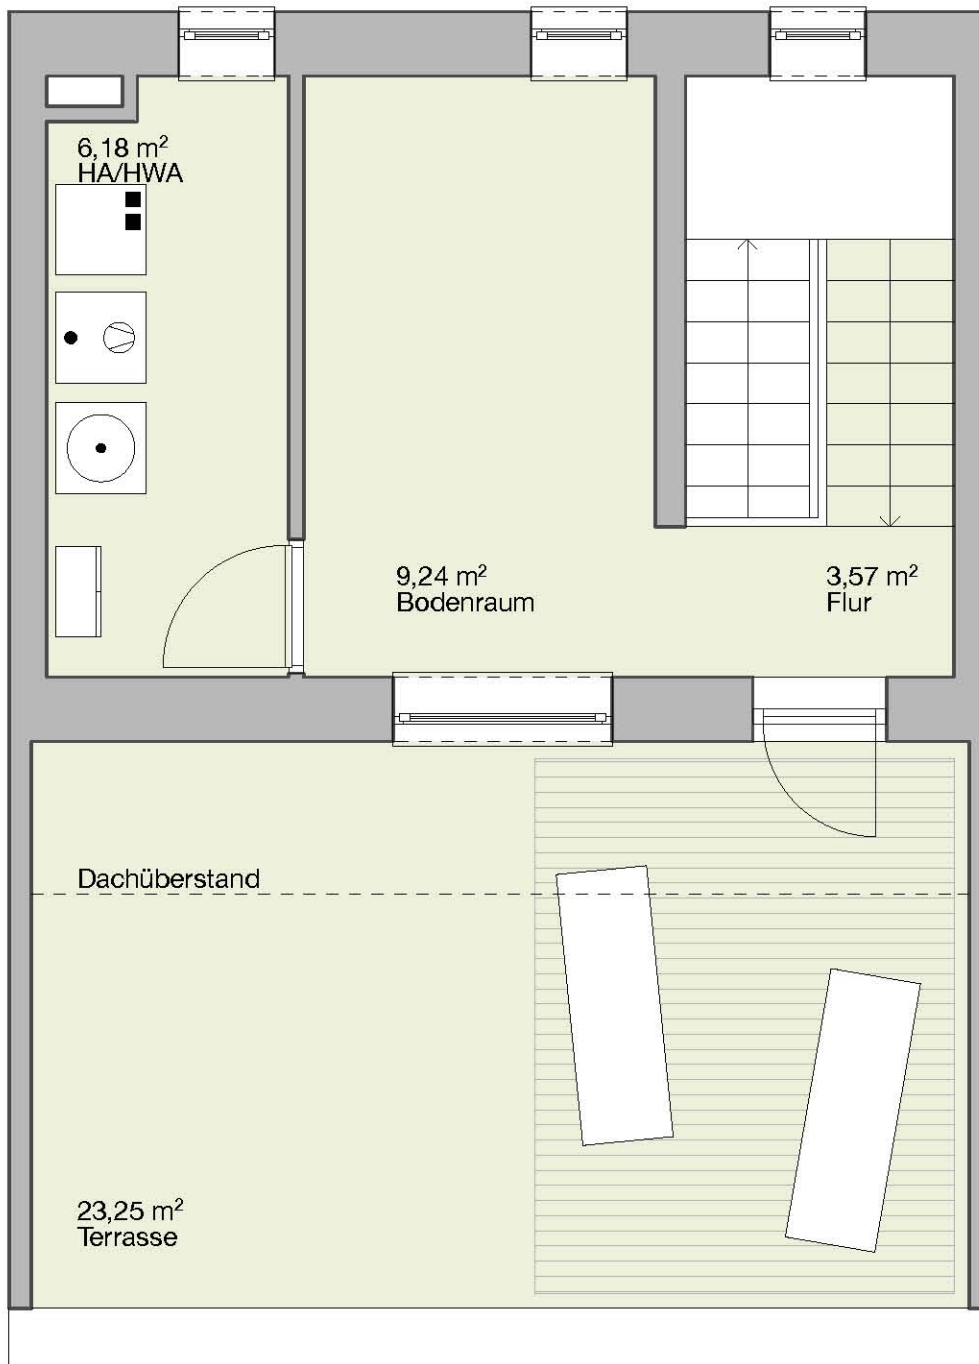 6,18 m²
HA/HWA
9,24 m²
Bodenraum
3,57 m²
Flur
Dachüberstand
23,25 m²
Terrasse